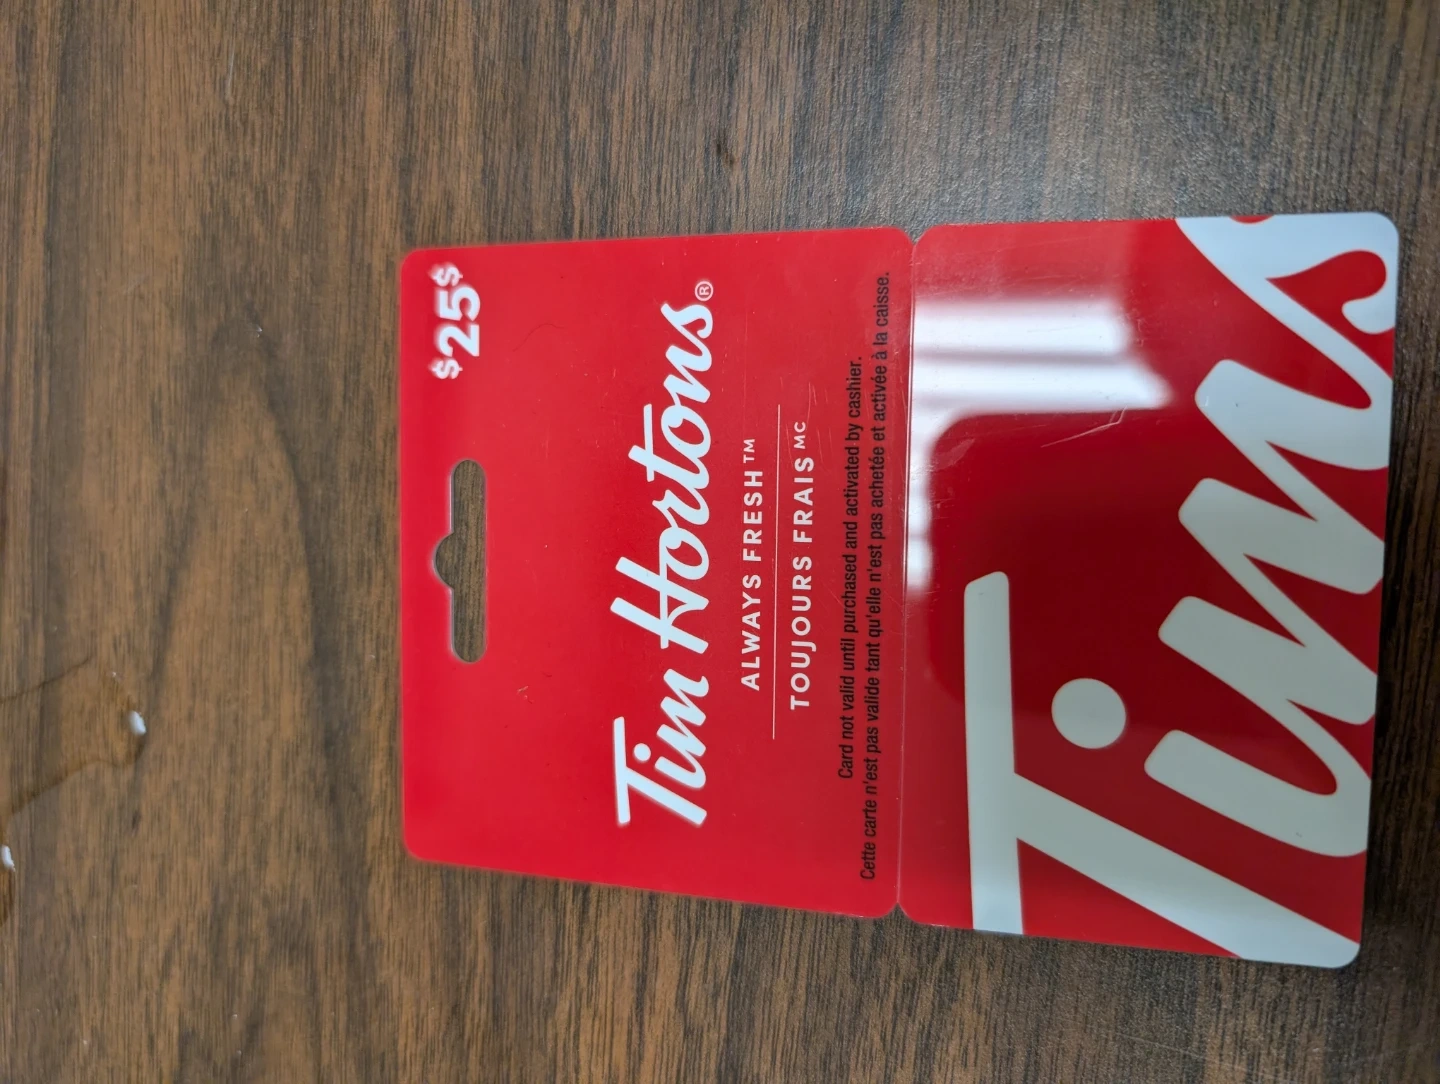 $25$
Tim Hortons®
ALWAYS FRESH™
TOUJOURS FRAIS MC
Card not valid until purchased and activated by cashier.
Cette carte n'est pas valide tant qu'elle n'est pas achetée et activée à la caisse.
Tims